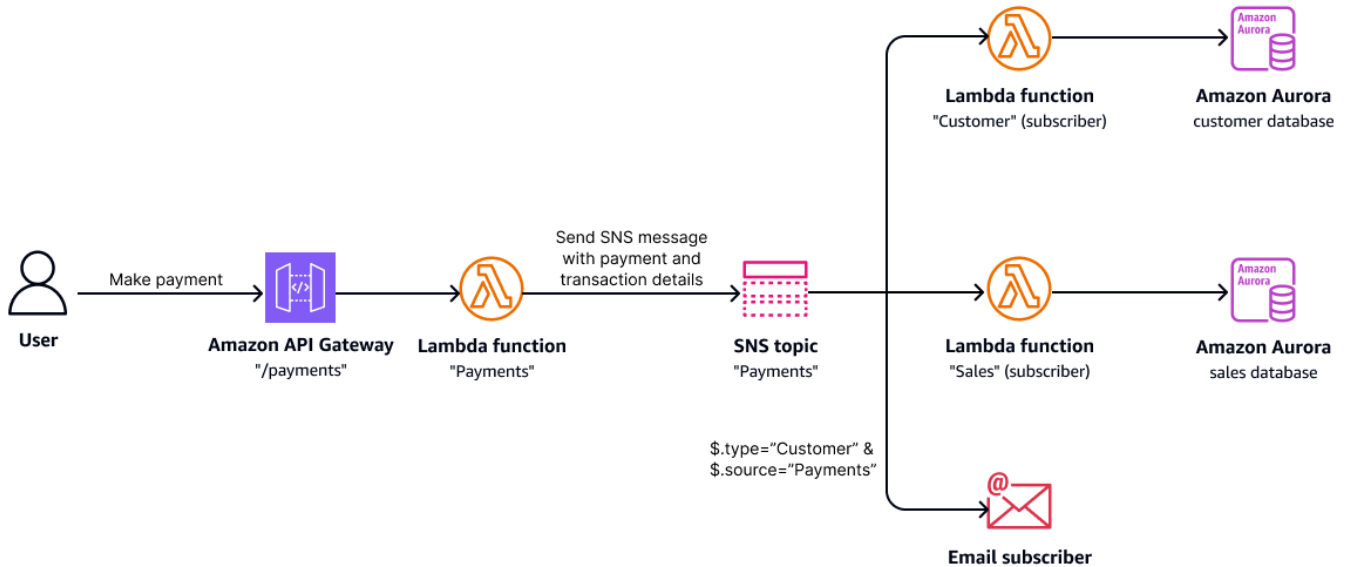 Amazon
Aurora
Lambda function
"Customer" (subscriber)
Amazon Aurora
customer database
Make payment
Send SNS message
with payment and
transaction details
Amazon
Aurora
User
Amazon API Gateway
"/payments"
Lambda function
"Payments"
SNS topic
"Payments"
Lambda function
"Sales" (subscriber)
Amazon Aurora
sales database
$.type=”Customer” &
$.source=”Payments”
@
Email subscriber